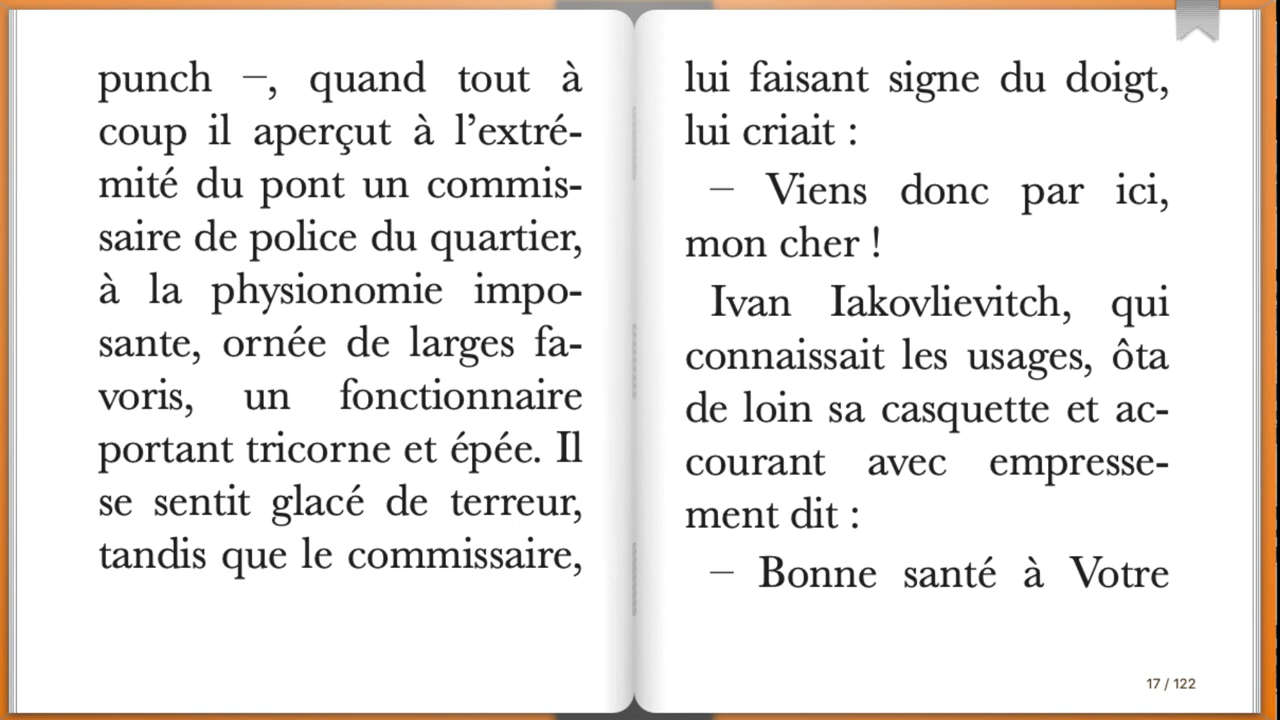 punch –, quand tout à
coup il aperçut à l’extré-
mité du pont un commis-
saire de police du quartier,
à la physionomie impo-
sante, ornée de larges fa-
voris, un fonctionnaire
portant tricorne et épée. Il
se sentit glacé de terreur,
tandis que le commissaire,
lui faisant signe du doigt,
lui criait :
– Viens donc par ici,
mon cher !
Ivan Iakovlievitch, qui
connaissait les usages, ôta
de loin sa casquette et ac-
courant avec empresse-
ment dit :
– Bonne santé à Votre
17 / 122